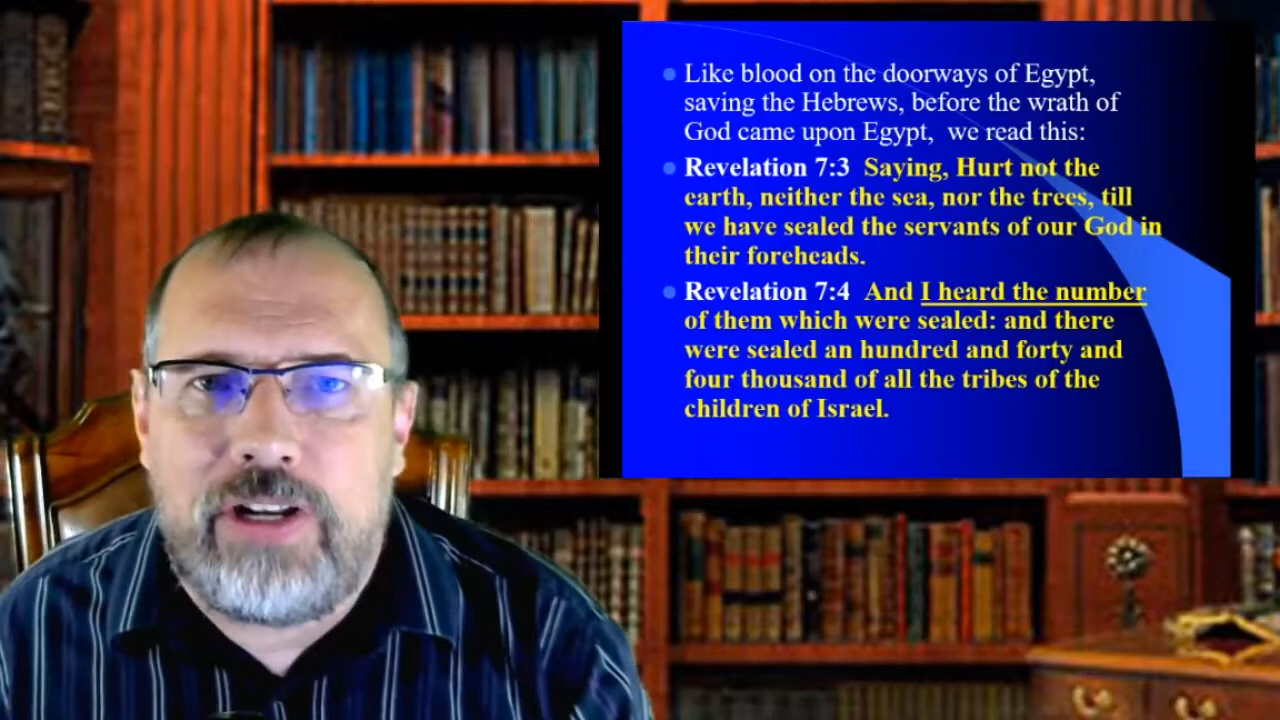 Like blood on the doorways of Egypt,
saving the Hebrews, before the wrath of
God came upon Egypt, we read this:
Revelation 7:3 Saying, Hurt not the
earth, neither the sea, nor the trees, till
we have sealed the servants of our God in
their foreheads.
Revelation 7:4 And I heard the number
of them which were sealed: and there
were sealed an hundred and forty and
four thousand of all the tribes of the
children of Israel.